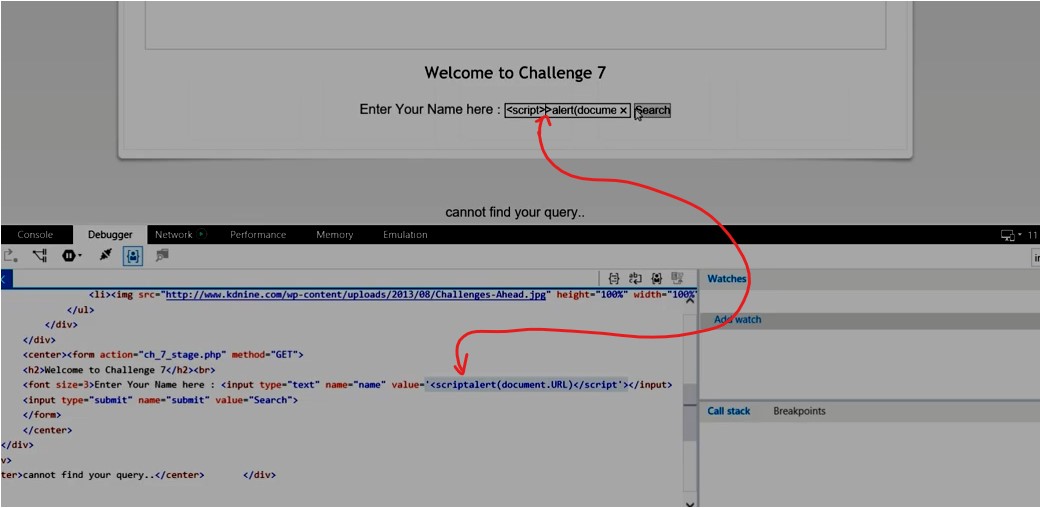 Welcome to Challenge 7
Enter Your Name here : <script>>alert(docume × Search
cannot find your query..
Console Debugger Network Performance Memory Emulation 11
Watches
<li><img src="http://www.kdnine.com/wp-content/uploads/2013/08/Challenges-Ahead.jpg" height="100%" width="100%"
</ul>
</div>
Add watch
</div>
<center><form action="ch_7_stage.php" method="GET">
<h2>Welcome to Challenge 7</h2><br>
<font size=3>Enter Your Name here : <input type="text" name="name" value='<scriptalert(document.URL)</script'></input>
<input type="submit" name="submit" value="Search">
</form>
Call stack Breakpoints
</center>
</div>
v>
ter>cannot find your query..</center> </div>